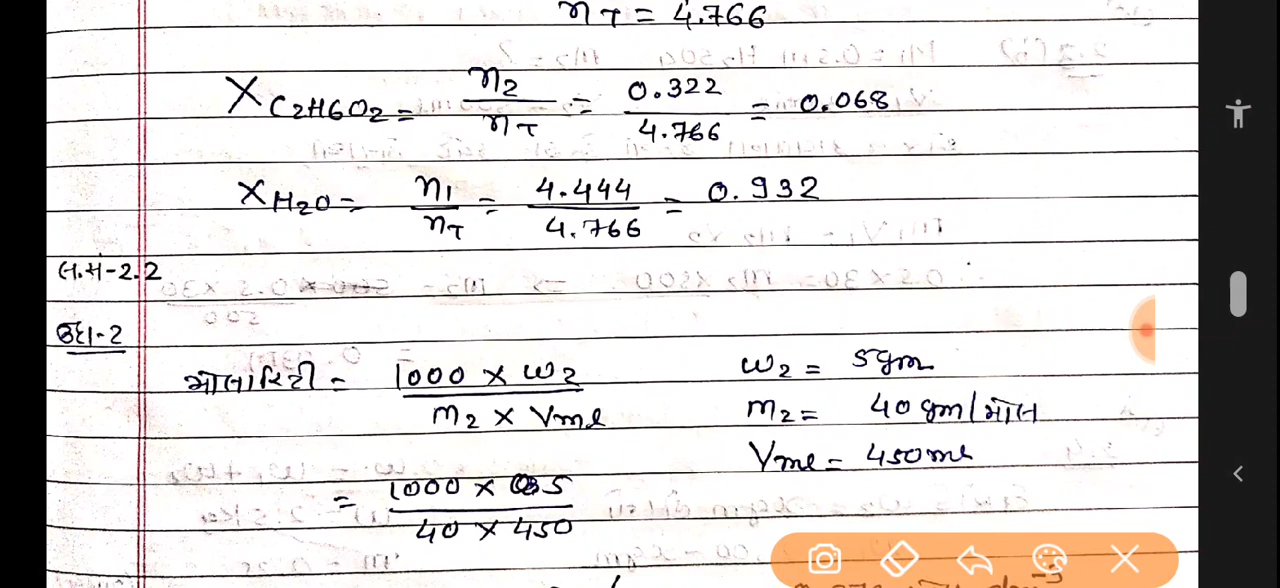 n T = 4.766
X C2H6O2 = n2 / nT = 0.322 / 4.766 = 0.068
X H2O = n1 / nT = 4.444 / 4.766 = 0.932
2.2
उदा-2
मोलारिटी = 1000 × w2 / m2 × Vml
w2 = 5gm
m2 = 40 gm/मोल
Vml = 450ml
= 1000 × 5 / 40 × 450